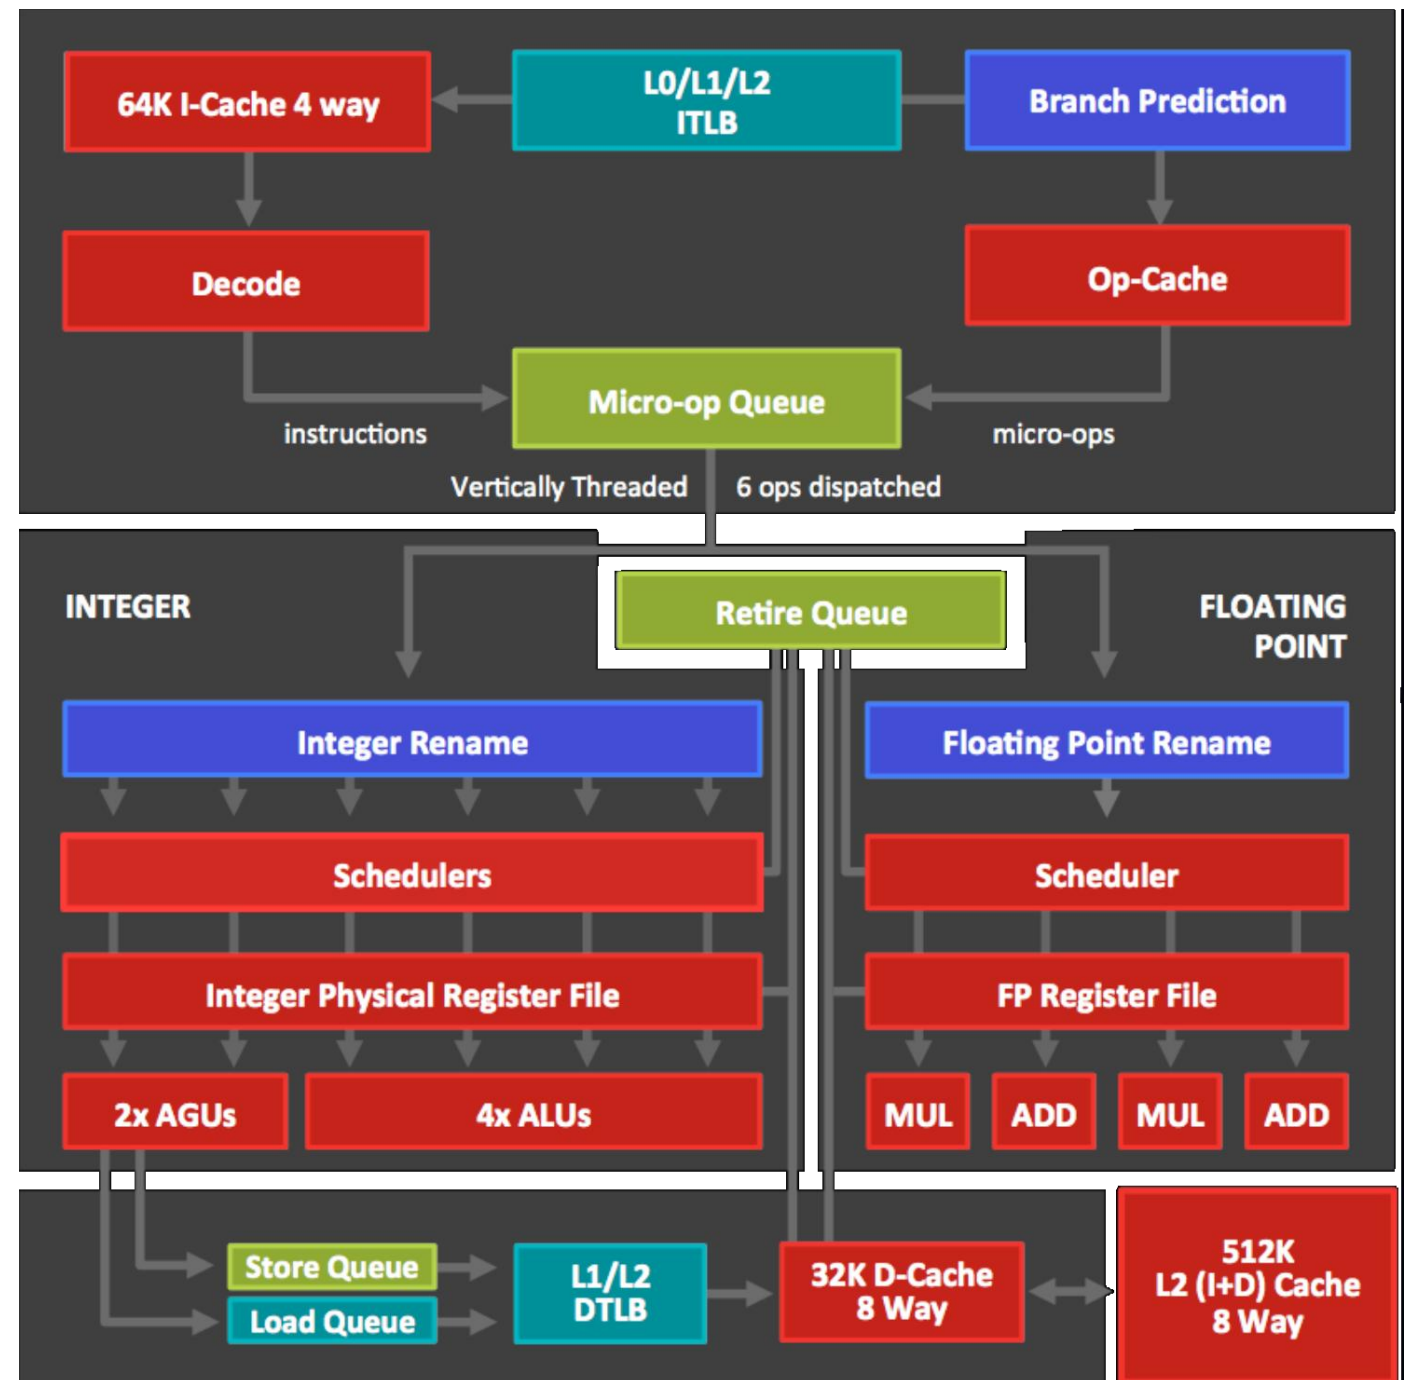 64K I-Cache 4 way
L0/L1/L2
ITLB
Branch Prediction
Decode
Op-Cache
Micro-op Queue
instructions
micro-ops
Vertically Threaded
6 ops dispatched
INTEGER
Retire Queue
FLOATING
POINT
Integer Rename
Floating Point Rename
Schedulers
Scheduler
Integer Physical Register File
FP Register File
2x AGUs
4x ALUs
MUL
ADD
MUL
ADD
Store Queue
Load Queue
L1/L2
DTLB
32K D-Cache
8 Way
512K
L2 (I+D) Cache
8 Way